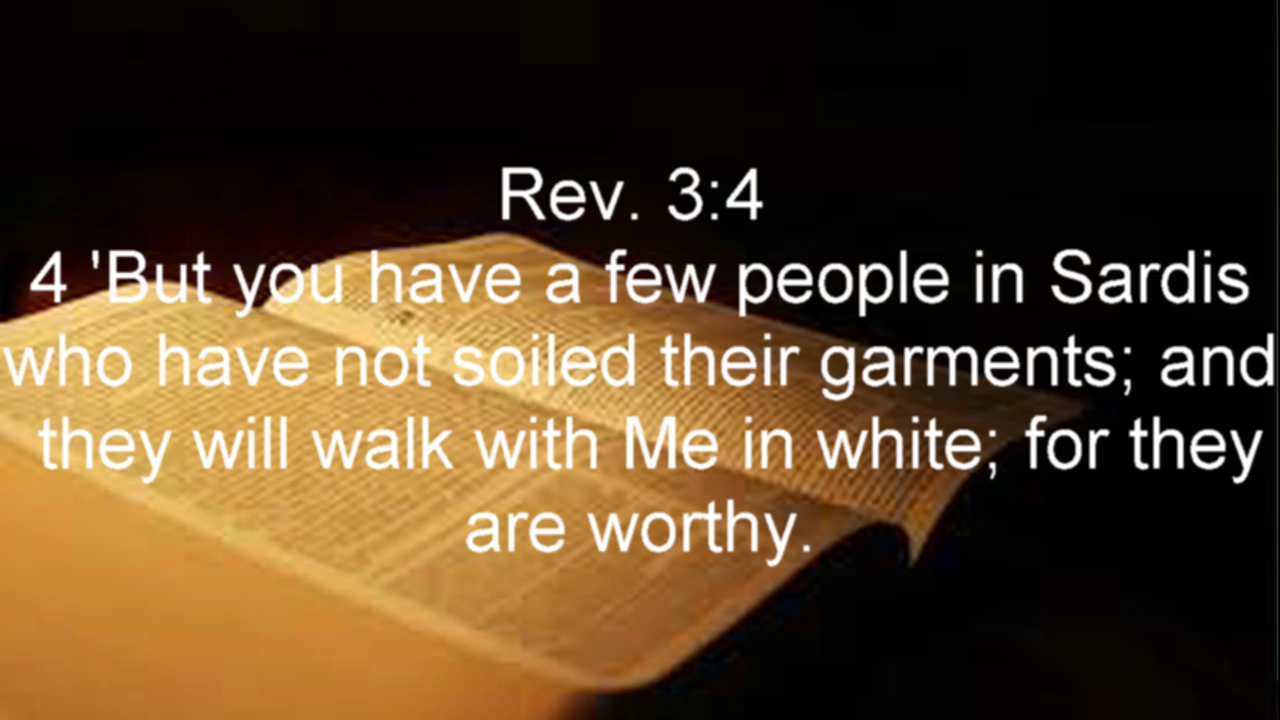 Rev. 3:4
4 'But you have a few people in Sardis
who have not soiled their garments; and
they will walk with Me in white; for they
are worthy.